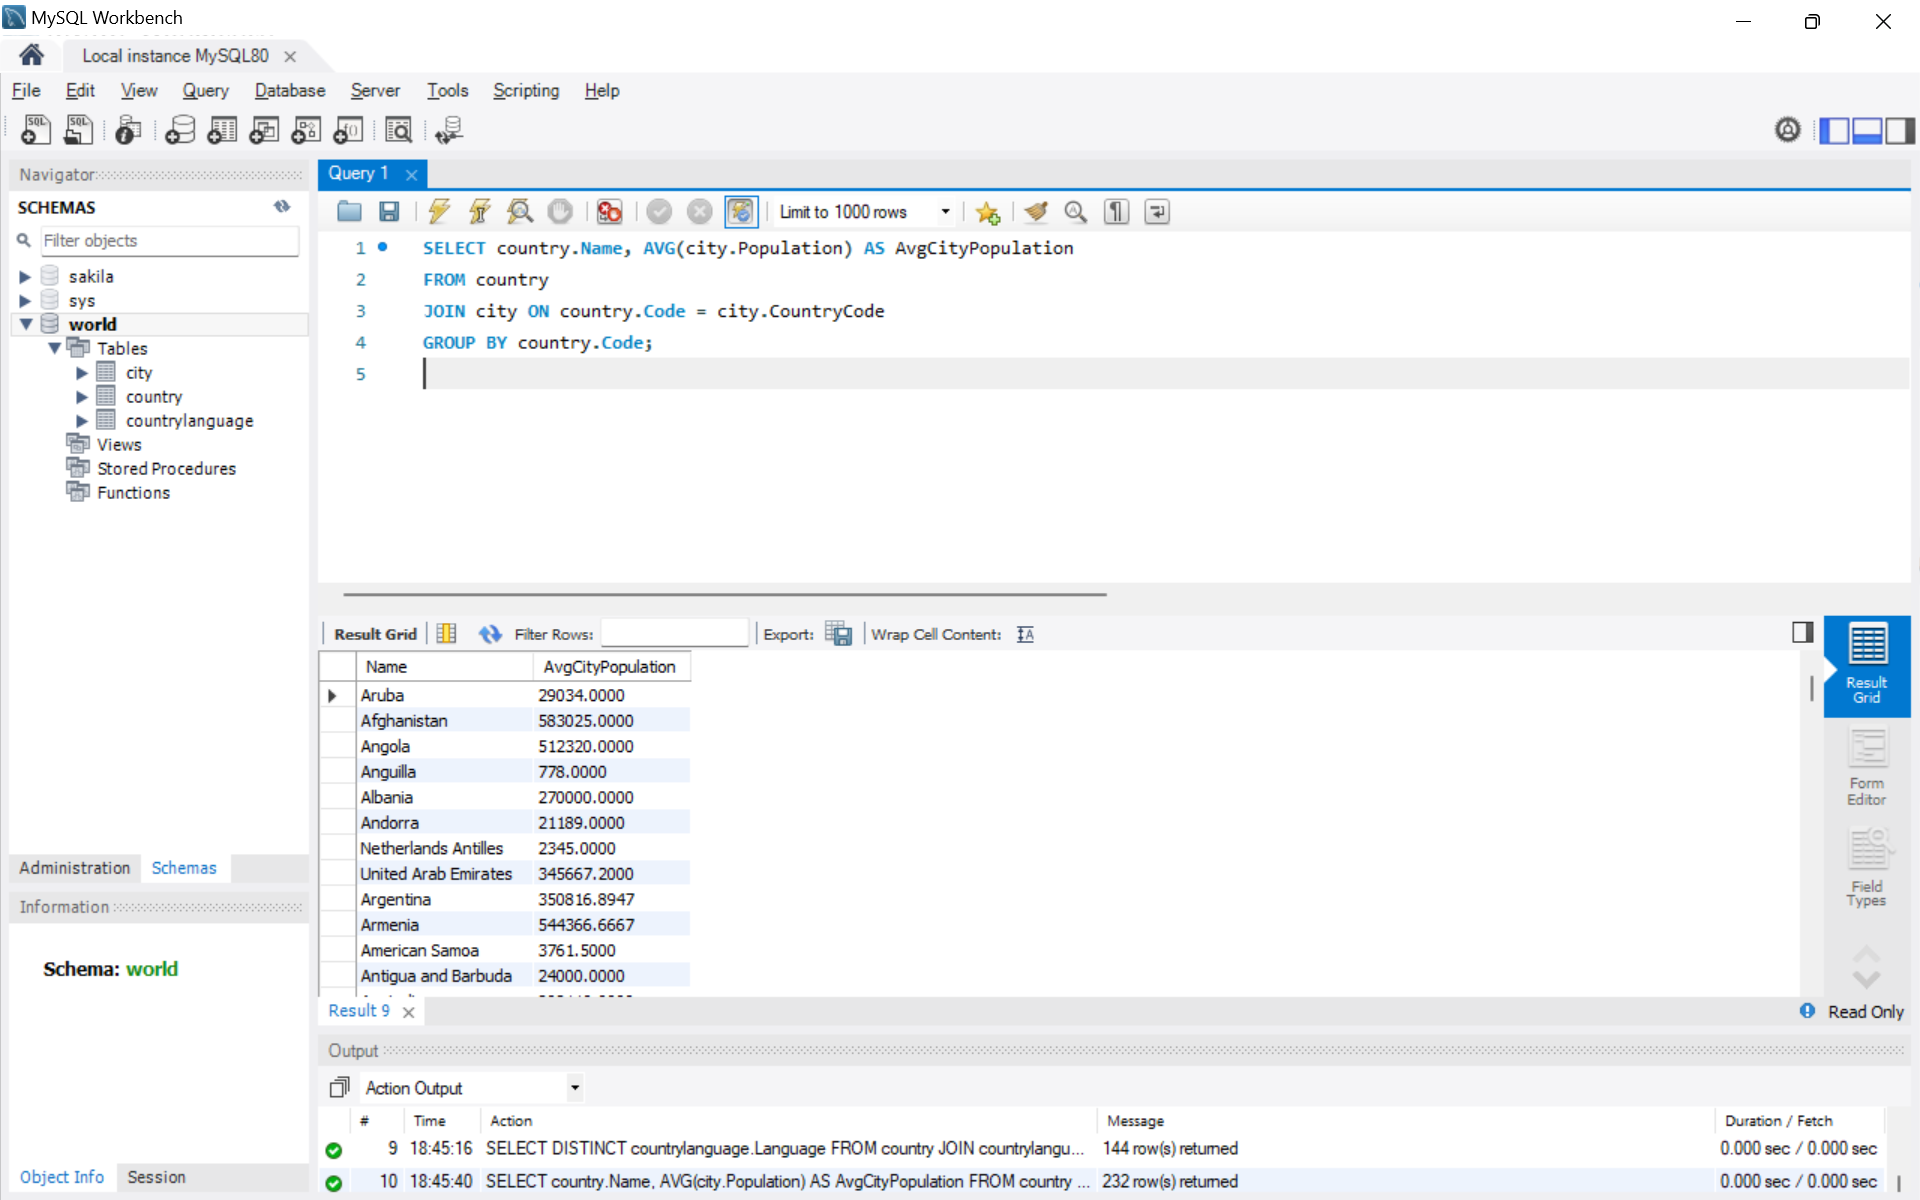 MySQL Workbench
Local instance MySQL80
File Edit View Query Database Server Tools Scripting Help
Navigator
SCHEMAS
Filter objects
sakila
sys
world
Tables
city
country
countrylanguage
Views
Stored Procedures
Functions
Administration Schemas
Information
Schema: world
Object Info Session
Query 1
Limit to 1000 rows
1 SELECT country.Name, AVG(city.Population) AS AvgCityPopulation
2 FROM country
3 JOIN city ON country.Code = city.CountryCode
4 GROUP BY country.Code;
5
Result Grid Filter Rows: Export: Wrap Cell Content:
Name AvgCityPopulation
Aruba 29034.0000
Afghanistan 583025.0000
Angola 512320.0000
Anguilla 778.0000
Albania 270000.0000
Andorra 21189.0000
Netherlands Antilles 2345.0000
United Arab Emirates 345667.2000
Argentina 350816.8947
Armenia 544366.6667
American Samoa 3761.5000
Antigua and Barbuda 24000.0000
Result
Grid
Form
Editor
Field
Types
Result 9
Read Only
Output
Action Output
# Time Action Message Duration / Fetch
9 18:45:16 SELECT DISTINCT countrylanguage.Language FROM country JOIN countrylangu... 144 row(s) returned 0.000 sec / 0.000 sec
10 18:45:40 SELECT country.Name, AVG(city.Population) AS AvgCityPopulation FROM country ... 232 row(s) returned 0.000 sec / 0.000 sec